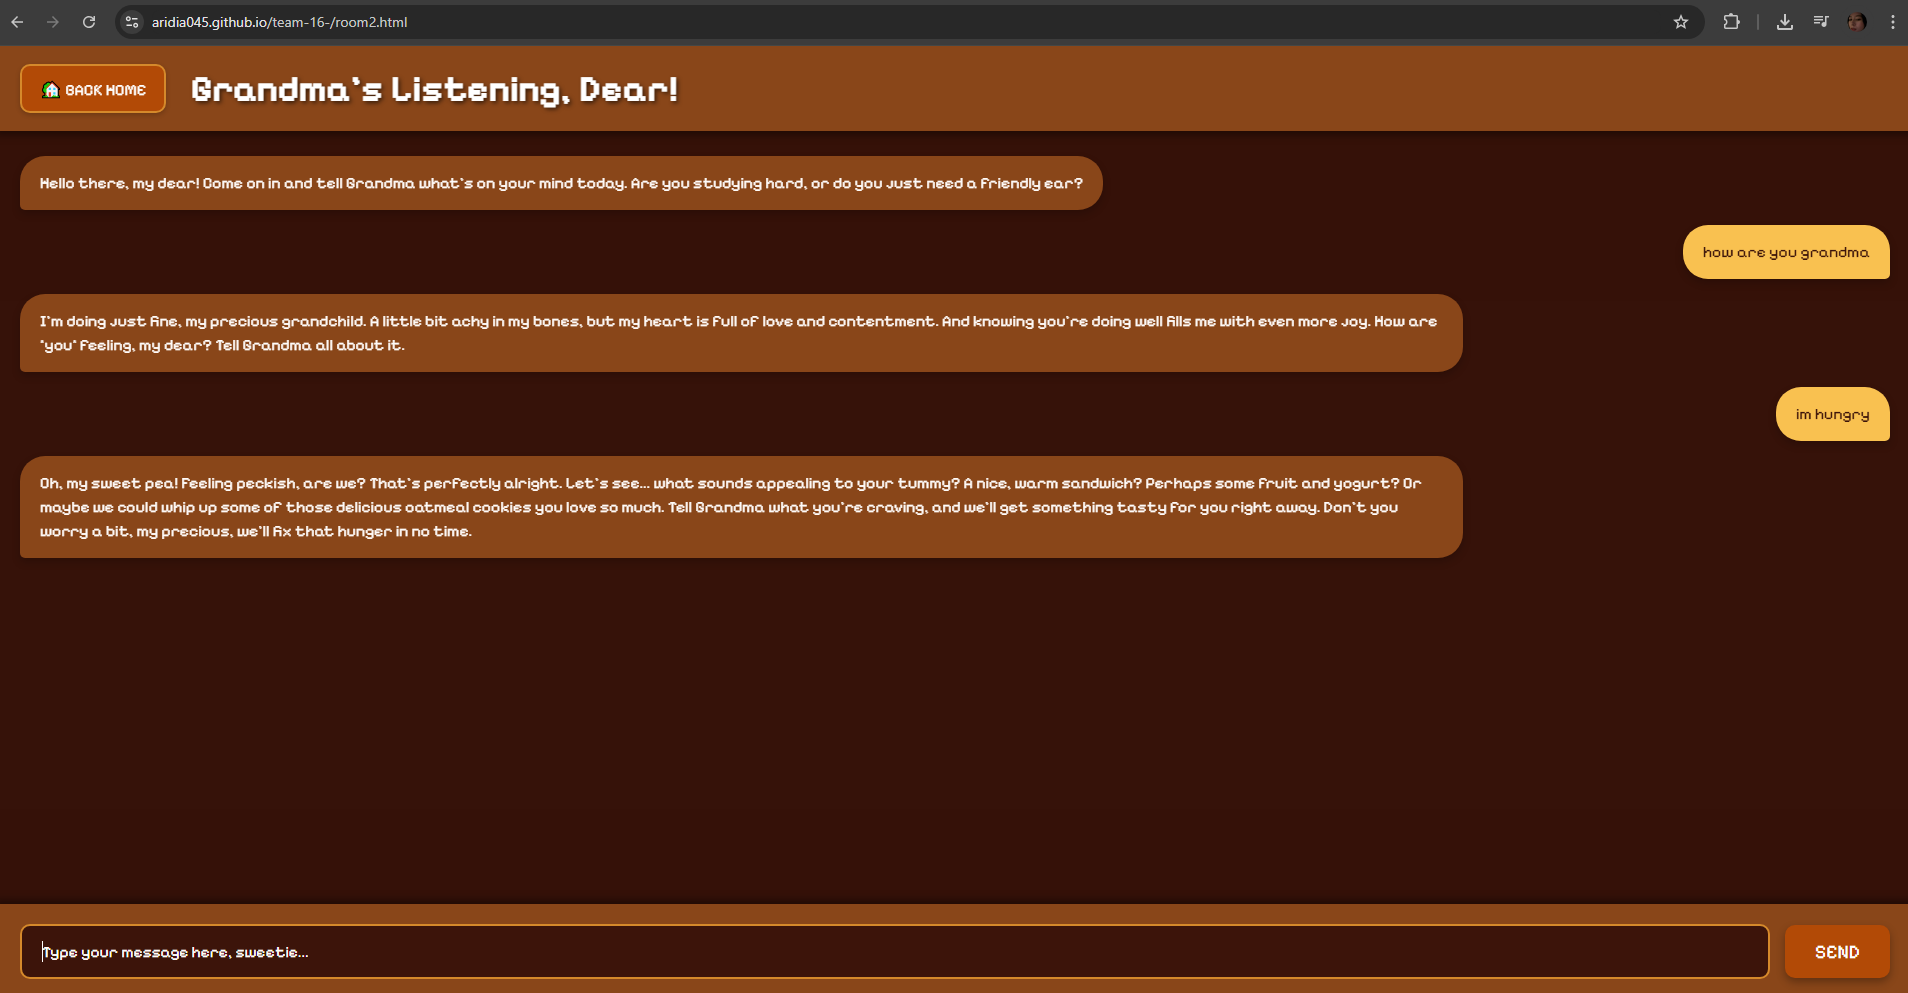 aridia045.github.io/team-16-/room2.html
BACK HOME
Grandma's Listening, Dear!
Hello there, my dear! Come on in and tell Grandma what's on your mind today. Are you studying hard, or do you just need a friendly ear?
how are you grandma
I'm doing just fine, my precious grandchild. A little bit achy in my bones, but my heart is full of love and contentment. And knowing you're doing well fills me with even more joy. How are
*you* feeling, my dear? Tell Grandma all about it.
im hungry
Oh, my sweet pea! Feeling peckish, are we? That's perfectly alright. Let's see... what sounds appealing to your tummy? A nice, warm sandwich? Perhaps some fruit and yogurt? Or
maybe we could whip up some of those delicious oatmeal cookies you love so much. Tell Grandma what you're craving, and we'll get something tasty for you right away. Don't you
worry a bit, my precious, we'll fix that hunger in no time.
Type your message here, sweetie...
SEND